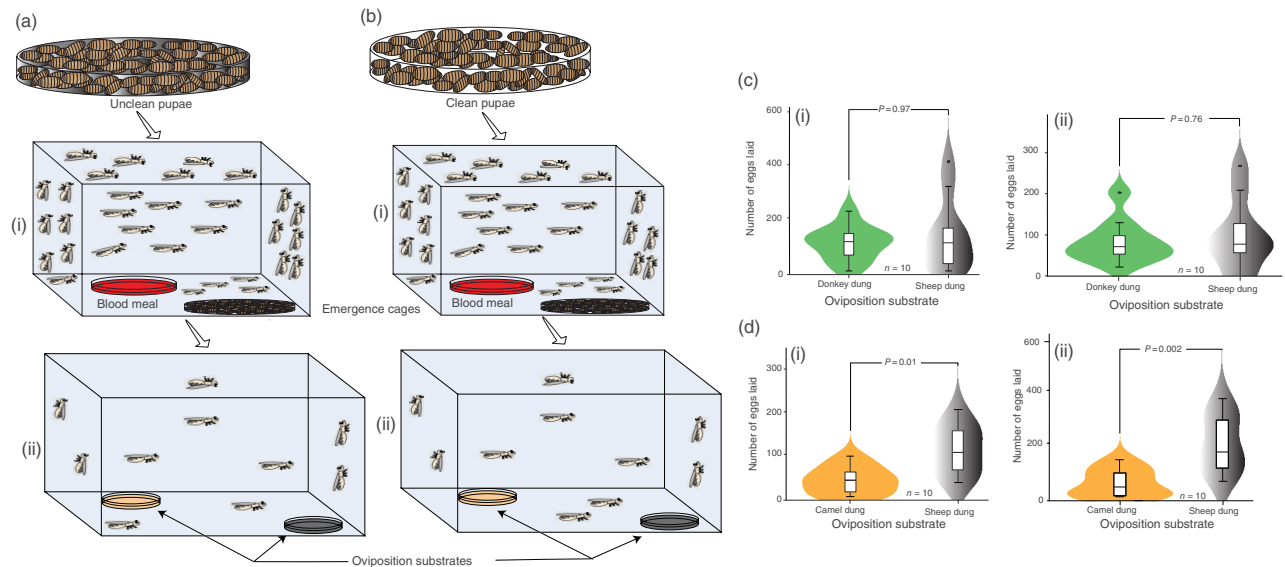 (a)
Unclean pupae
(i)
Blood meal
(ii)
(b)
Clean pupae
(i)
Blood meal
Emergence cages
(ii)
Oviposition substrates
(c)
(i)
P = 0.97
600
400
200
0
Number of eggs laid
n = 10
Donkey dung
Sheep dung
Oviposition substrate
(ii)
P = 0.76
300
200
100
0
Number of eggs laid
n = 10
Donkey dung
Sheep dung
Oviposition substrate
(d)
(i)
P = 0.01
300
200
100
0
Number of eggs laid
n = 10
Camel dung
Sheep dung
Oviposition substrate
(ii)
P = 0.002
600
400
200
0
Number of eggs laid
n = 10
Camel dung
Sheep dung
Oviposition substrate